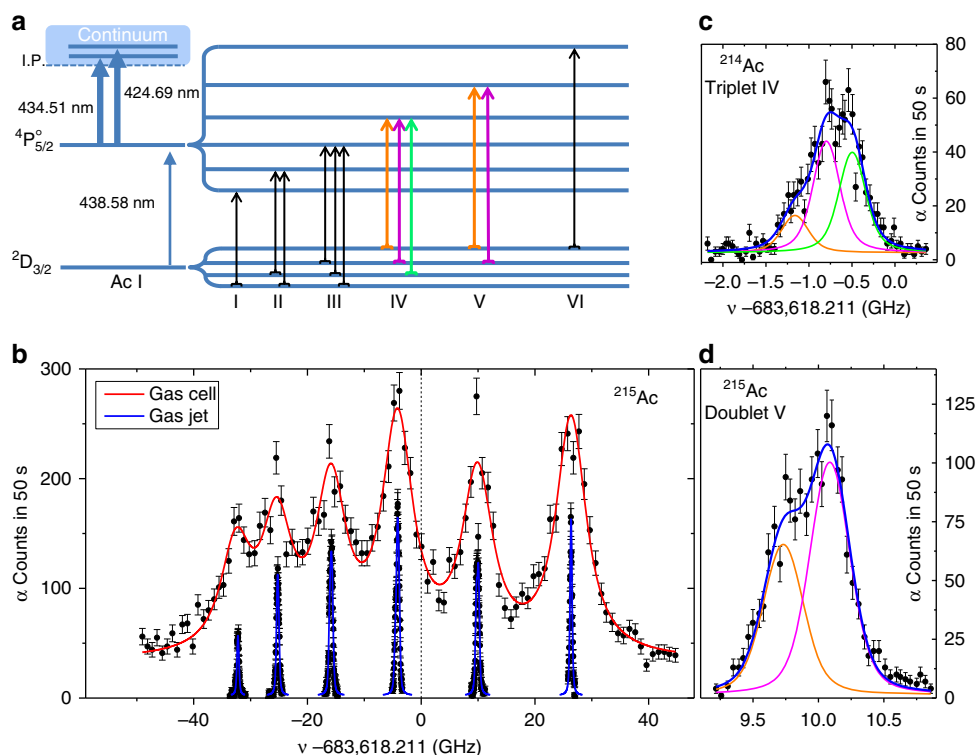 a
Continuum
I.P.
434.51 nm
424.69 nm
⁴P°₅/₂
438.58 nm
²D₃/₂
Ac I
I II III IV V VI
c
²¹⁴Ac
Triplet IV
α Counts in 50 s
80
60
40
20
0
−2.0 −1.5 −1.0 −0.5 0.0
ν −683,618.211 (GHz)
b
Gas cell
Gas jet
²¹⁵Ac
α Counts in 50 s
300
200
100
0
−40 −20 0 20 40
ν −683,618.211 (GHz)
d
²¹⁵Ac
Doublet V
α Counts in 50 s
125
100
75
50
25
0
9.5 10.0 10.5